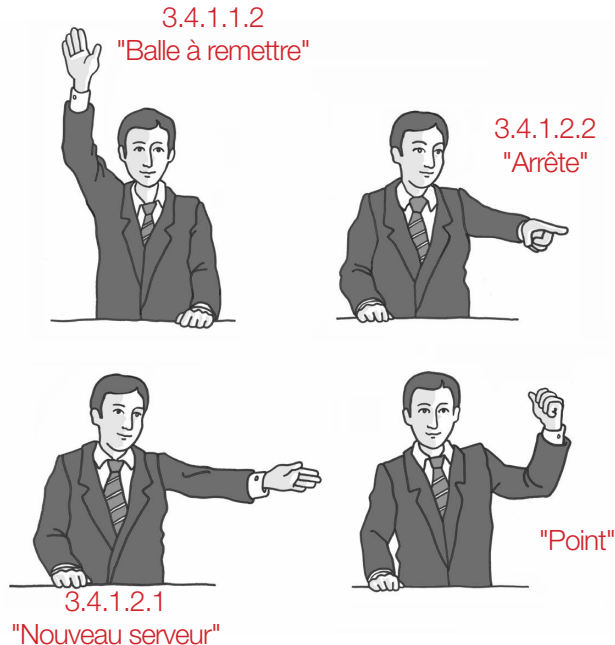 3.4.1.1.2
"Balle à remettre"
3.4.1.2.2
"Arrête"
3.4.1.2.1
"Nouveau serveur"
"Point"